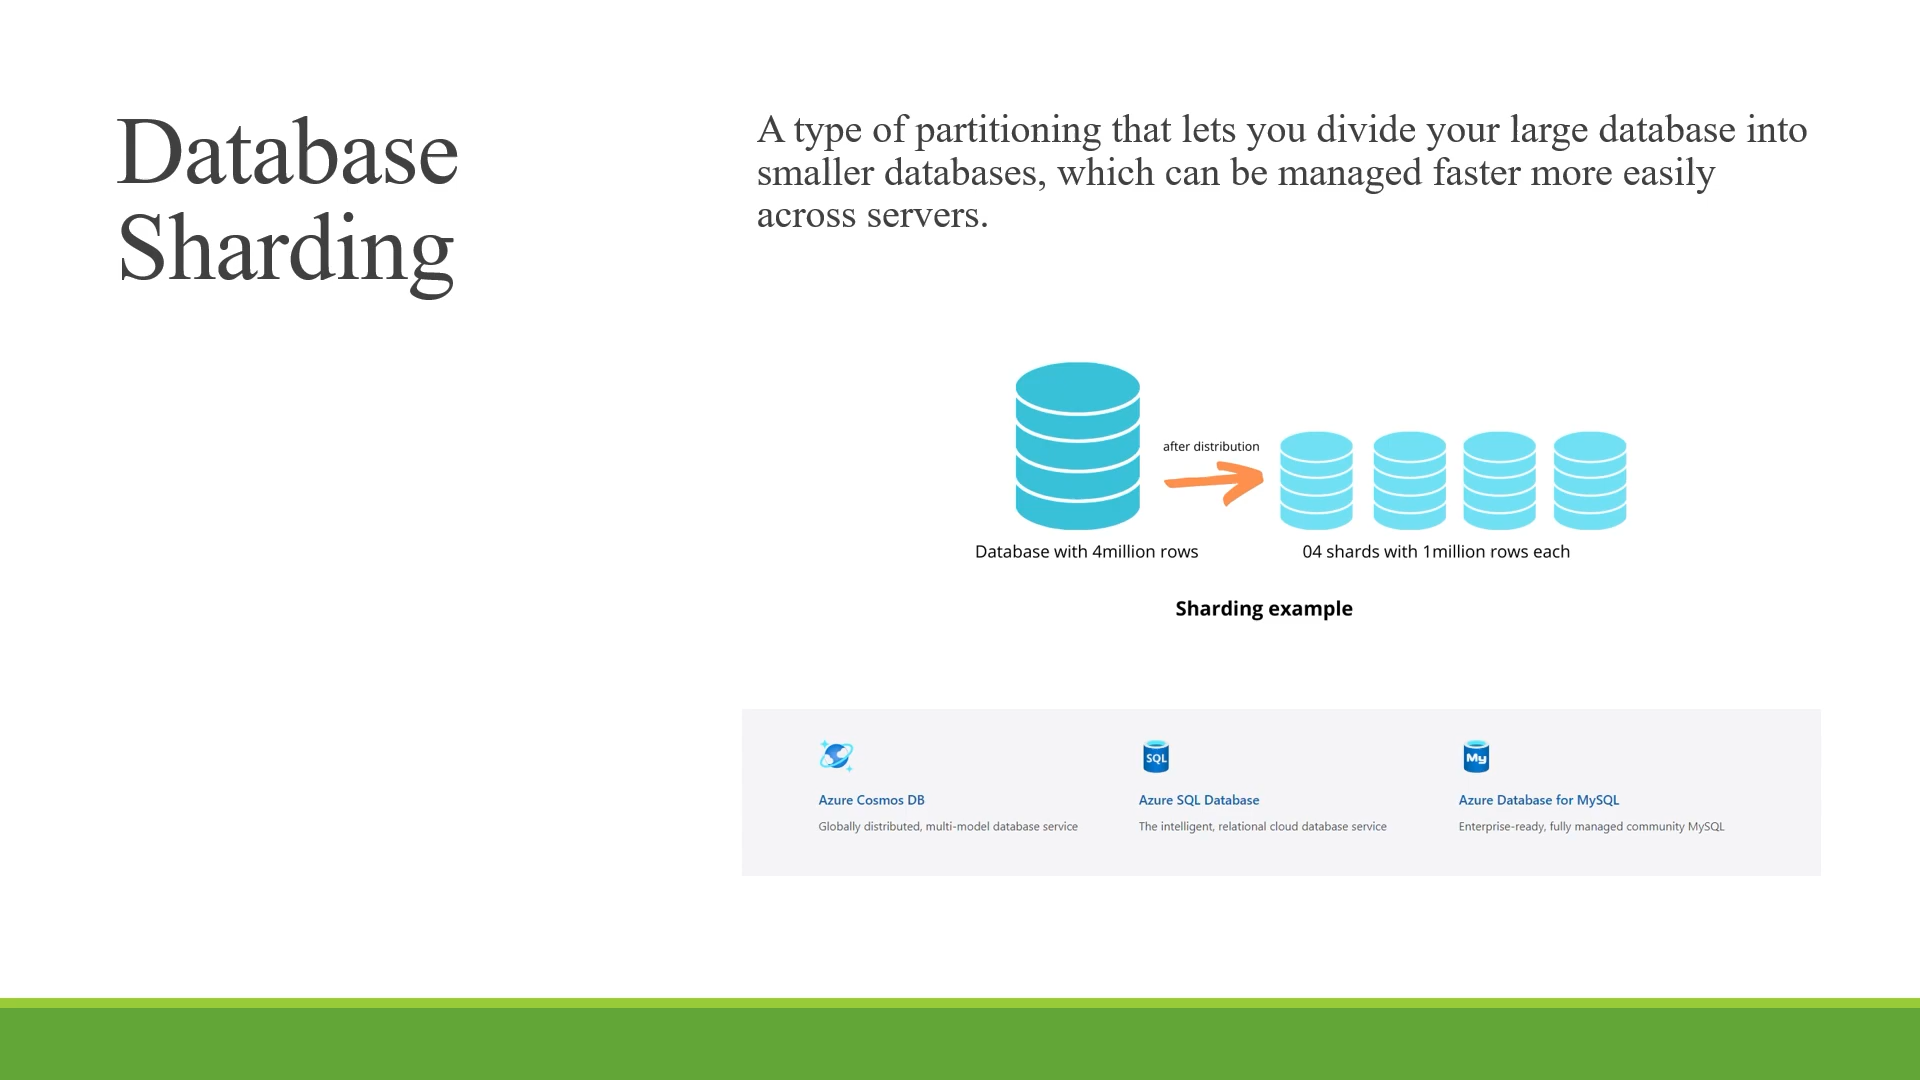 Database
Sharding
A type of partitioning that lets you divide your large database into
smaller databases, which can be managed faster more easily
across servers.
after distribution
Database with 4million rows
04 shards with 1million rows each
Sharding example
SQL
My
Azure Cosmos DB
Azure SQL Database
Azure Database for MySQL
Globally distributed, multi-model database service
The intelligent, relational cloud database service
Enterprise-ready, fully managed community MySQL